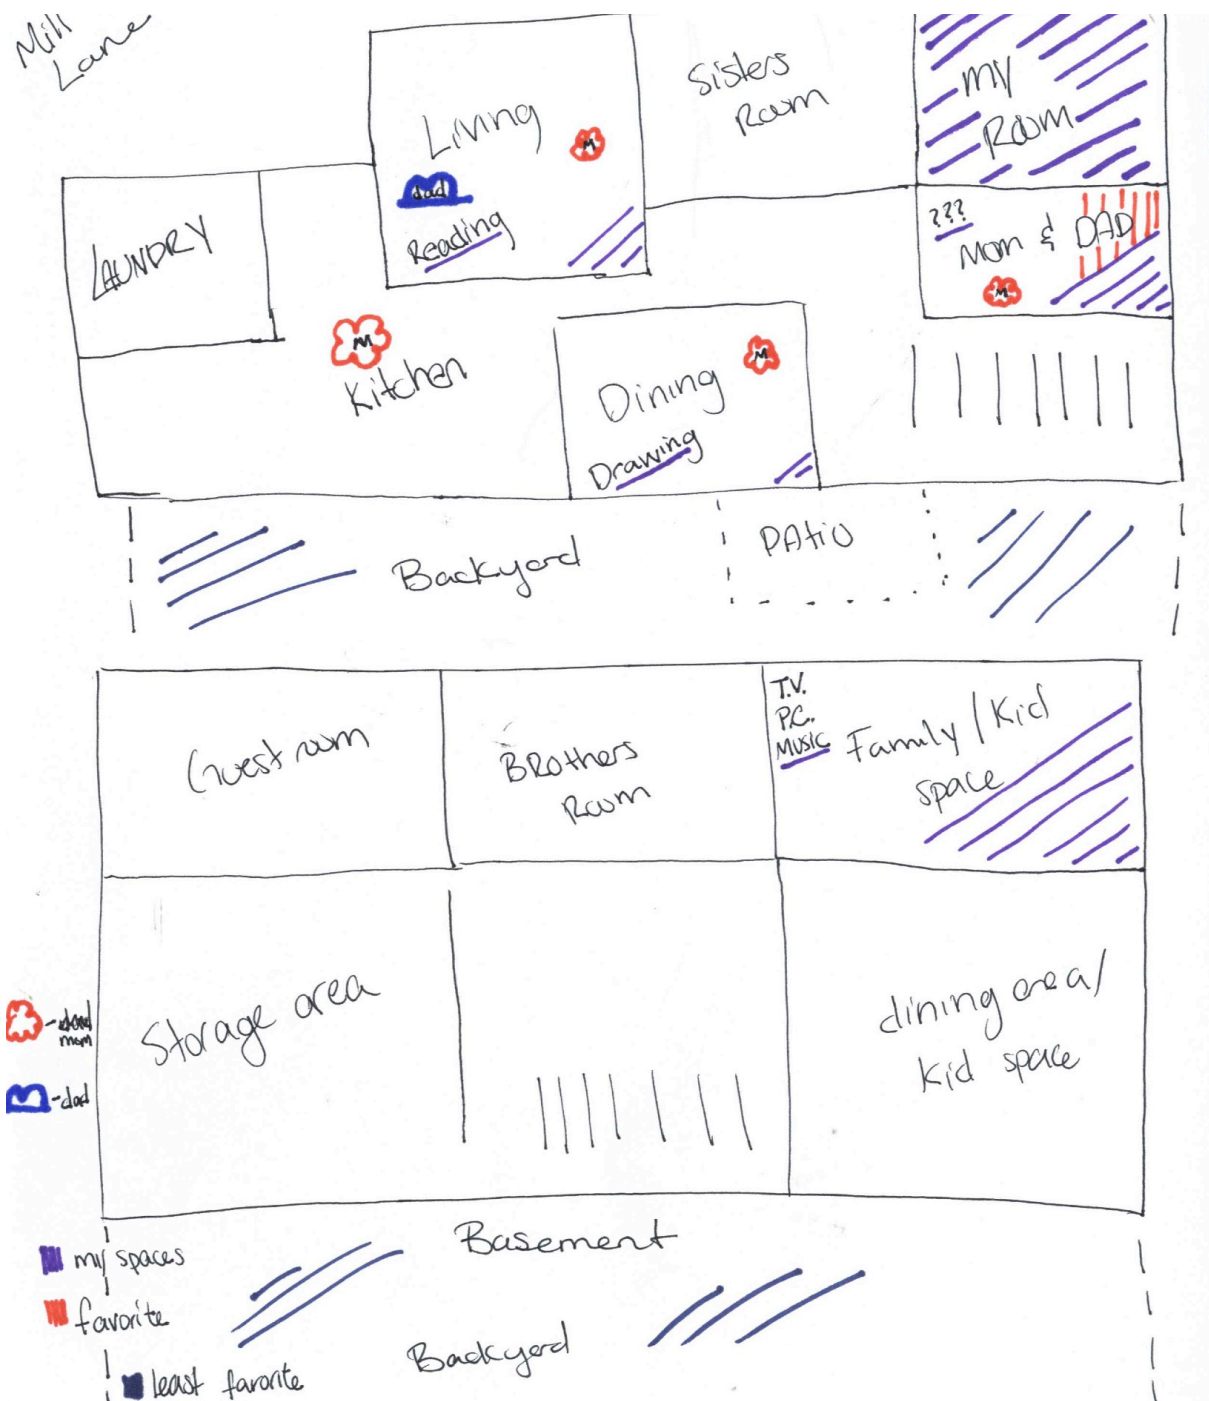 Mill
Lane
Living
M
dad
Reading
Sisters
Room
my
Room
LAUNDRY
???
Mom & DAD
M
M
Kitchen
M
Dining
Drawing
Backyard
PAtio
Guest room
BRothers
Room
T.V.
P.C.
MUSIC
Family / Kid
space
Storage area
dining area/
kid space
mom
- dad
Basement
my spaces
favorite
least favorite
Backyard